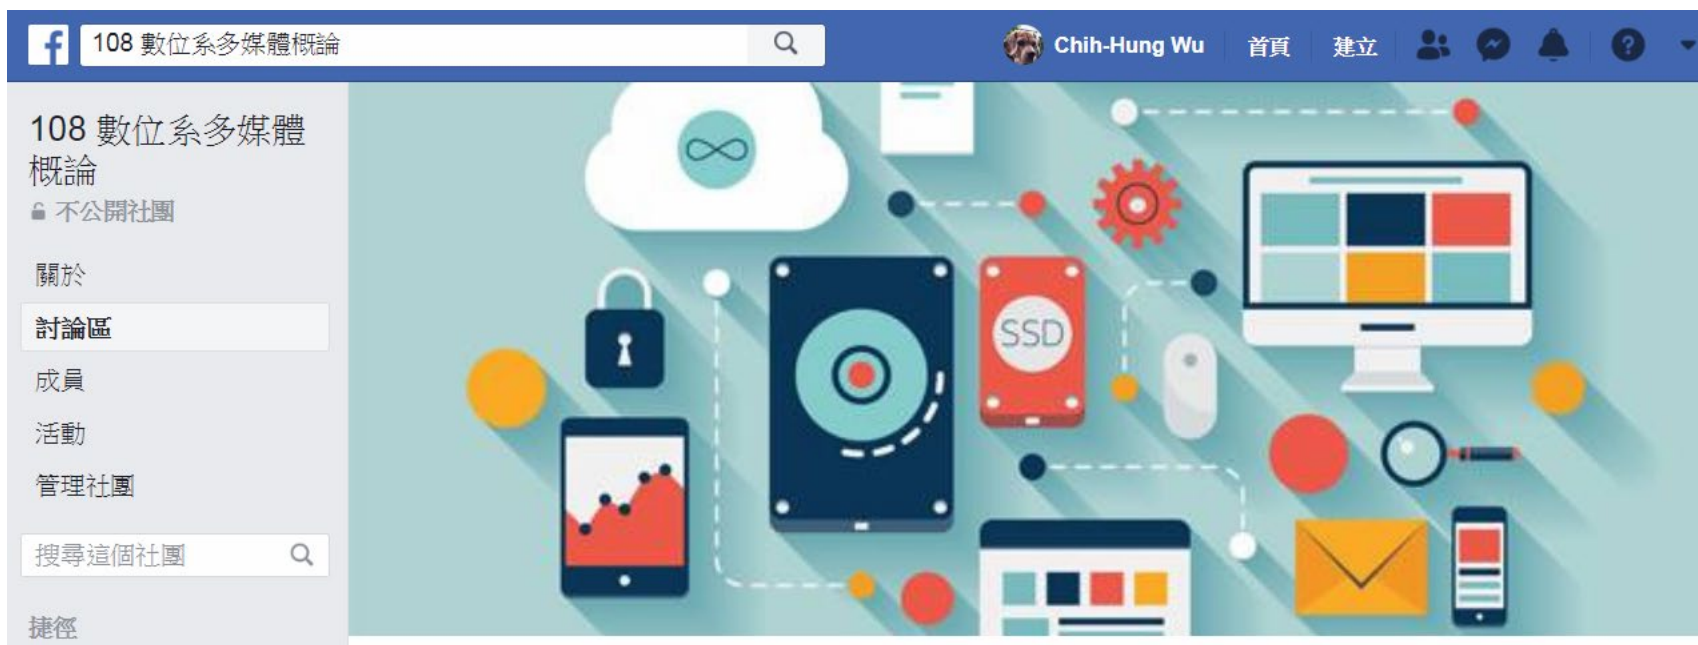 108 數位系多媒體概論
Chih-Hung Wu 首頁 建立
108 數位系多媒體
概論
不公開社團
關於
討論區
成員
活動
管理社團
搜尋這個社團
捷徑
SSD